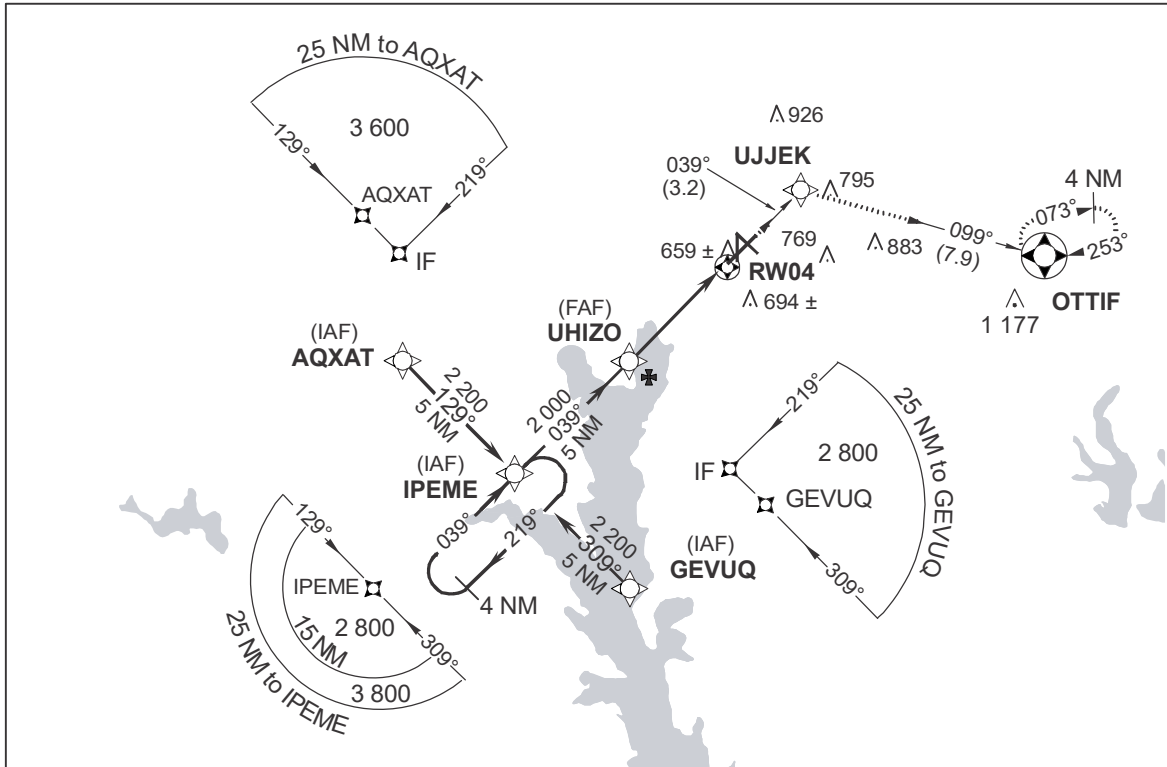 25 NM to AQXAT
3 600
129°
219°
AQXAT
IF
926
UJJEK
039°
(3.2)
795
4 NM
073°
253°
099°
(7.9)
883
769
659 ±
RW04
694 ±
OTTIF
1 177
(FAF)
UHIZO
(IAF)
AQXAT
2 200
129°
5 NM
2 000
039°
5 NM
(IAF)
IPEME
039°
219°
4 NM
2 200
309°
5 NM
(IAF)
GEVUQ
219°
IF
2 800
GEVUQ
309°
25 NM to GEVUQ
129°
IPEME
2 800
15 NM
309°
3 800
25 NM to IPEME